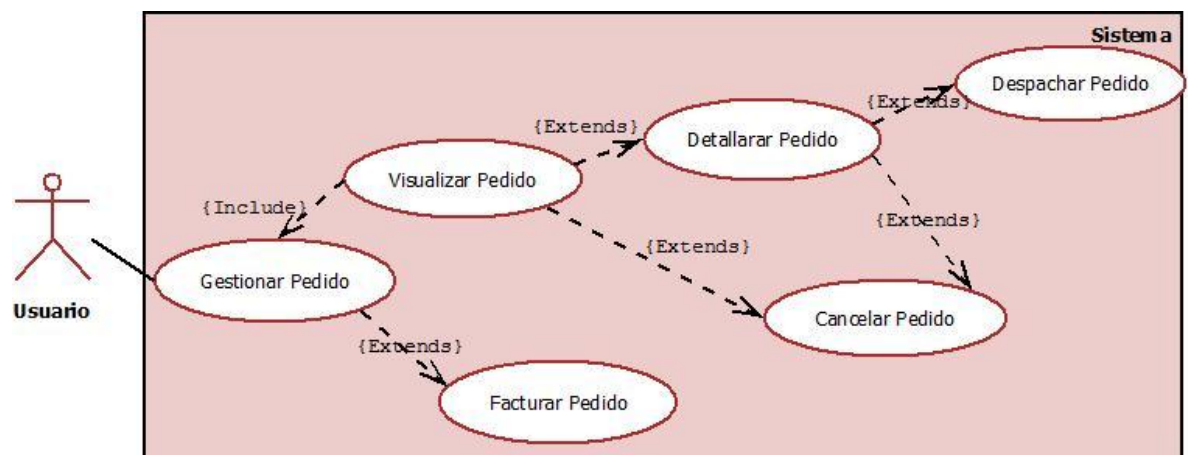 Sistema
Despachar Pedido
{Extends}
{Extends}
Detallarar Pedido
Visualizar Pedido
{Include}
{Extends}
{Extends}
Gestionar Pedido
Usuario
Cancelar Pedido
{Extends}
Facturar Pedido